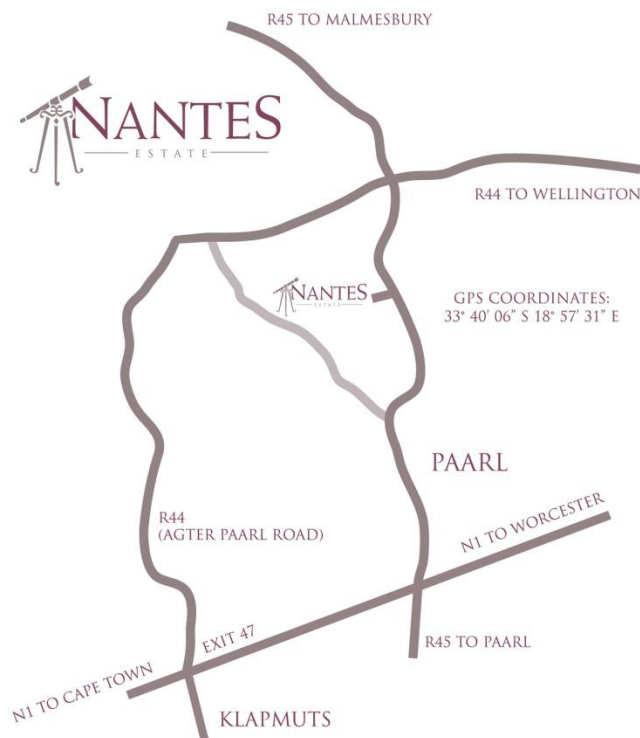 R45 TO MALMESBURY
NANTES
ESTATE
R44 TO WELLINGTON
NANTES
ESTATE
GPS COORDINATES:
33° 40' 06" S 18° 57' 31" E
PAARL
R44
(AGTER PAARL ROAD)
N1 TO WORCESTER
EXIT 47
R45 TO PAARL
N1 TO CAPE TOWN
KLAPMUTS